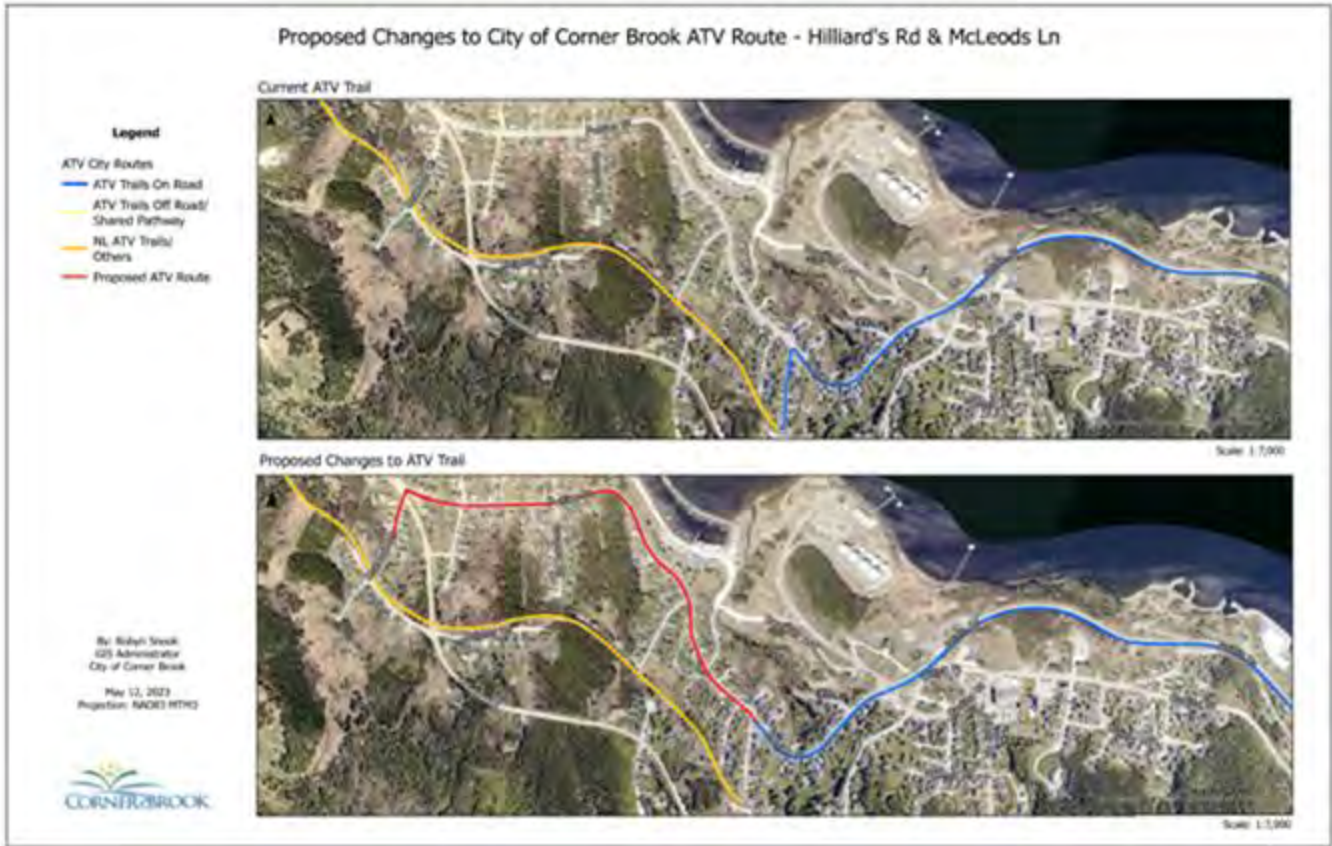 Proposed Changes to City of Corner Brook ATV Route - Hilliard's Rd & McLeods Ln
Current ATV Trail
Legend
ATV City Routes
ATV Trails On Road
ATV Trails Off Road/
Shared Pathway
NL ATV Trails/
Others
Proposed ATV Route
Scale: 1:7,000
Proposed Changes to ATV Trail
By: Robyn Snook
GIS Administrator
City of Corner Brook
May 12, 2023
Projection: NAD83 MTM3
CORNER BROOK
Scale: 1:7,000